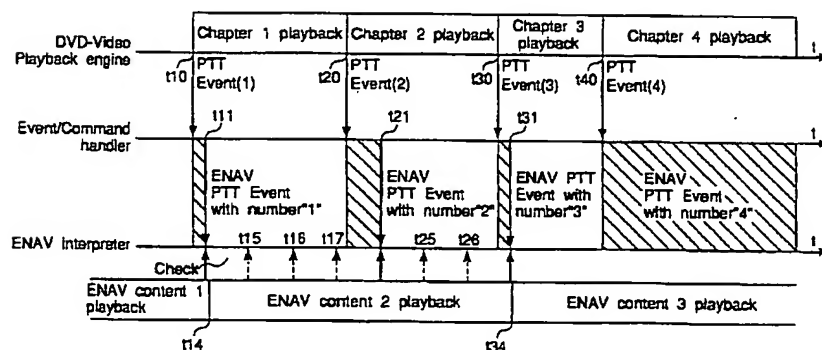 Chapter 1 playback
Chapter 2 playback
Chapter 3
playback
Chapter 4 playback
DVD-Video
Playback engine
t
t10
PTT
Event(1)
t20
PTT
Event(2)
t30
PTT
Event(3)
t40
PTT
Event(4)
t11
t21
t31
Event/Command
handler
t
ENAV
PTT Event
with number"1"
ENAV
PTT Event
with number"2"
ENAV PTT
Event with
number"3"
ENAV
PTT Event
with number"4"
ENAV Interpreter
t15
t16
t17
t25
t26
t
Check
ENAV content 1
playback
ENAV content 2 playback
ENAV content 3 playback
t14
t34